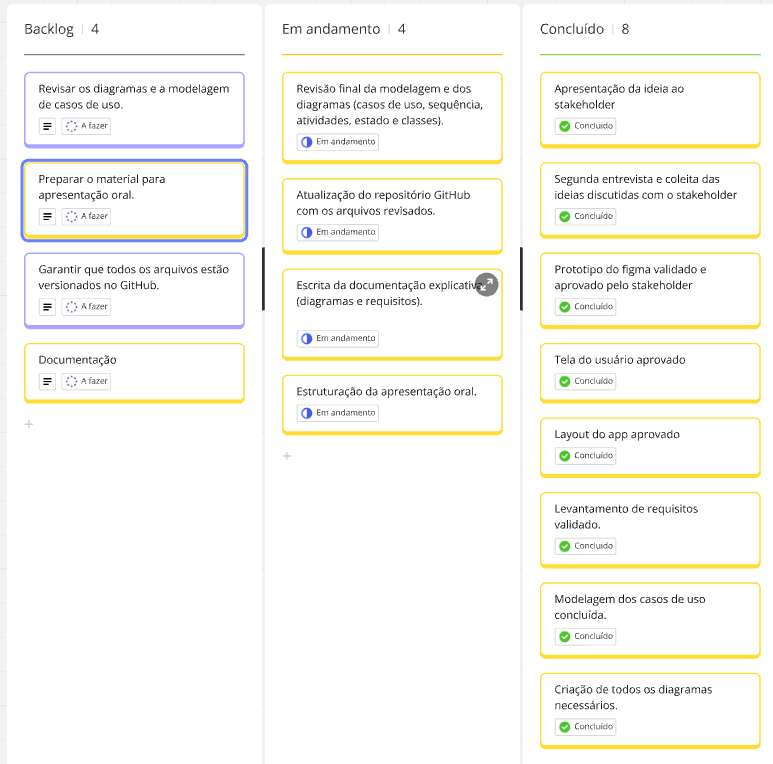 Backlog | 4
Revisar os diagramas e a modelagem
de casos de uso.
A fazer
Preparar o material para
apresentação oral.
A fazer
Garantir que todos os arquivos estão
versionados no GitHub.
A fazer
Documentação
A fazer
+
Em andamento | 4
Revisão final da modelagem e dos
diagramas (casos de uso, sequência,
atividades, estado e classes).
Em andamento
Atualização do repositório GitHub
com os arquivos revisados.
Em andamento
Escrita da documentação explicativa
(diagramas e requisitos).
Em andamento
Estruturação da apresentação oral.
Em andamento
+
Concluído | 8
Apresentação da ideia ao
stakeholder
Concluído
Segunda entrevista e coleita das
ideias discutidas com o stakeholder
Concluído
Prototipo do figma validado e
aprovado pelo stakeholder
Concluído
Tela do usuário aprovado
Concluído
Layout do app aprovado
Concluído
Levantamento de requisitos
validado.
Concluído
Modelagem dos casos de uso
concluída.
Concluído
Criação de todos os diagramas
necessários.
Concluído